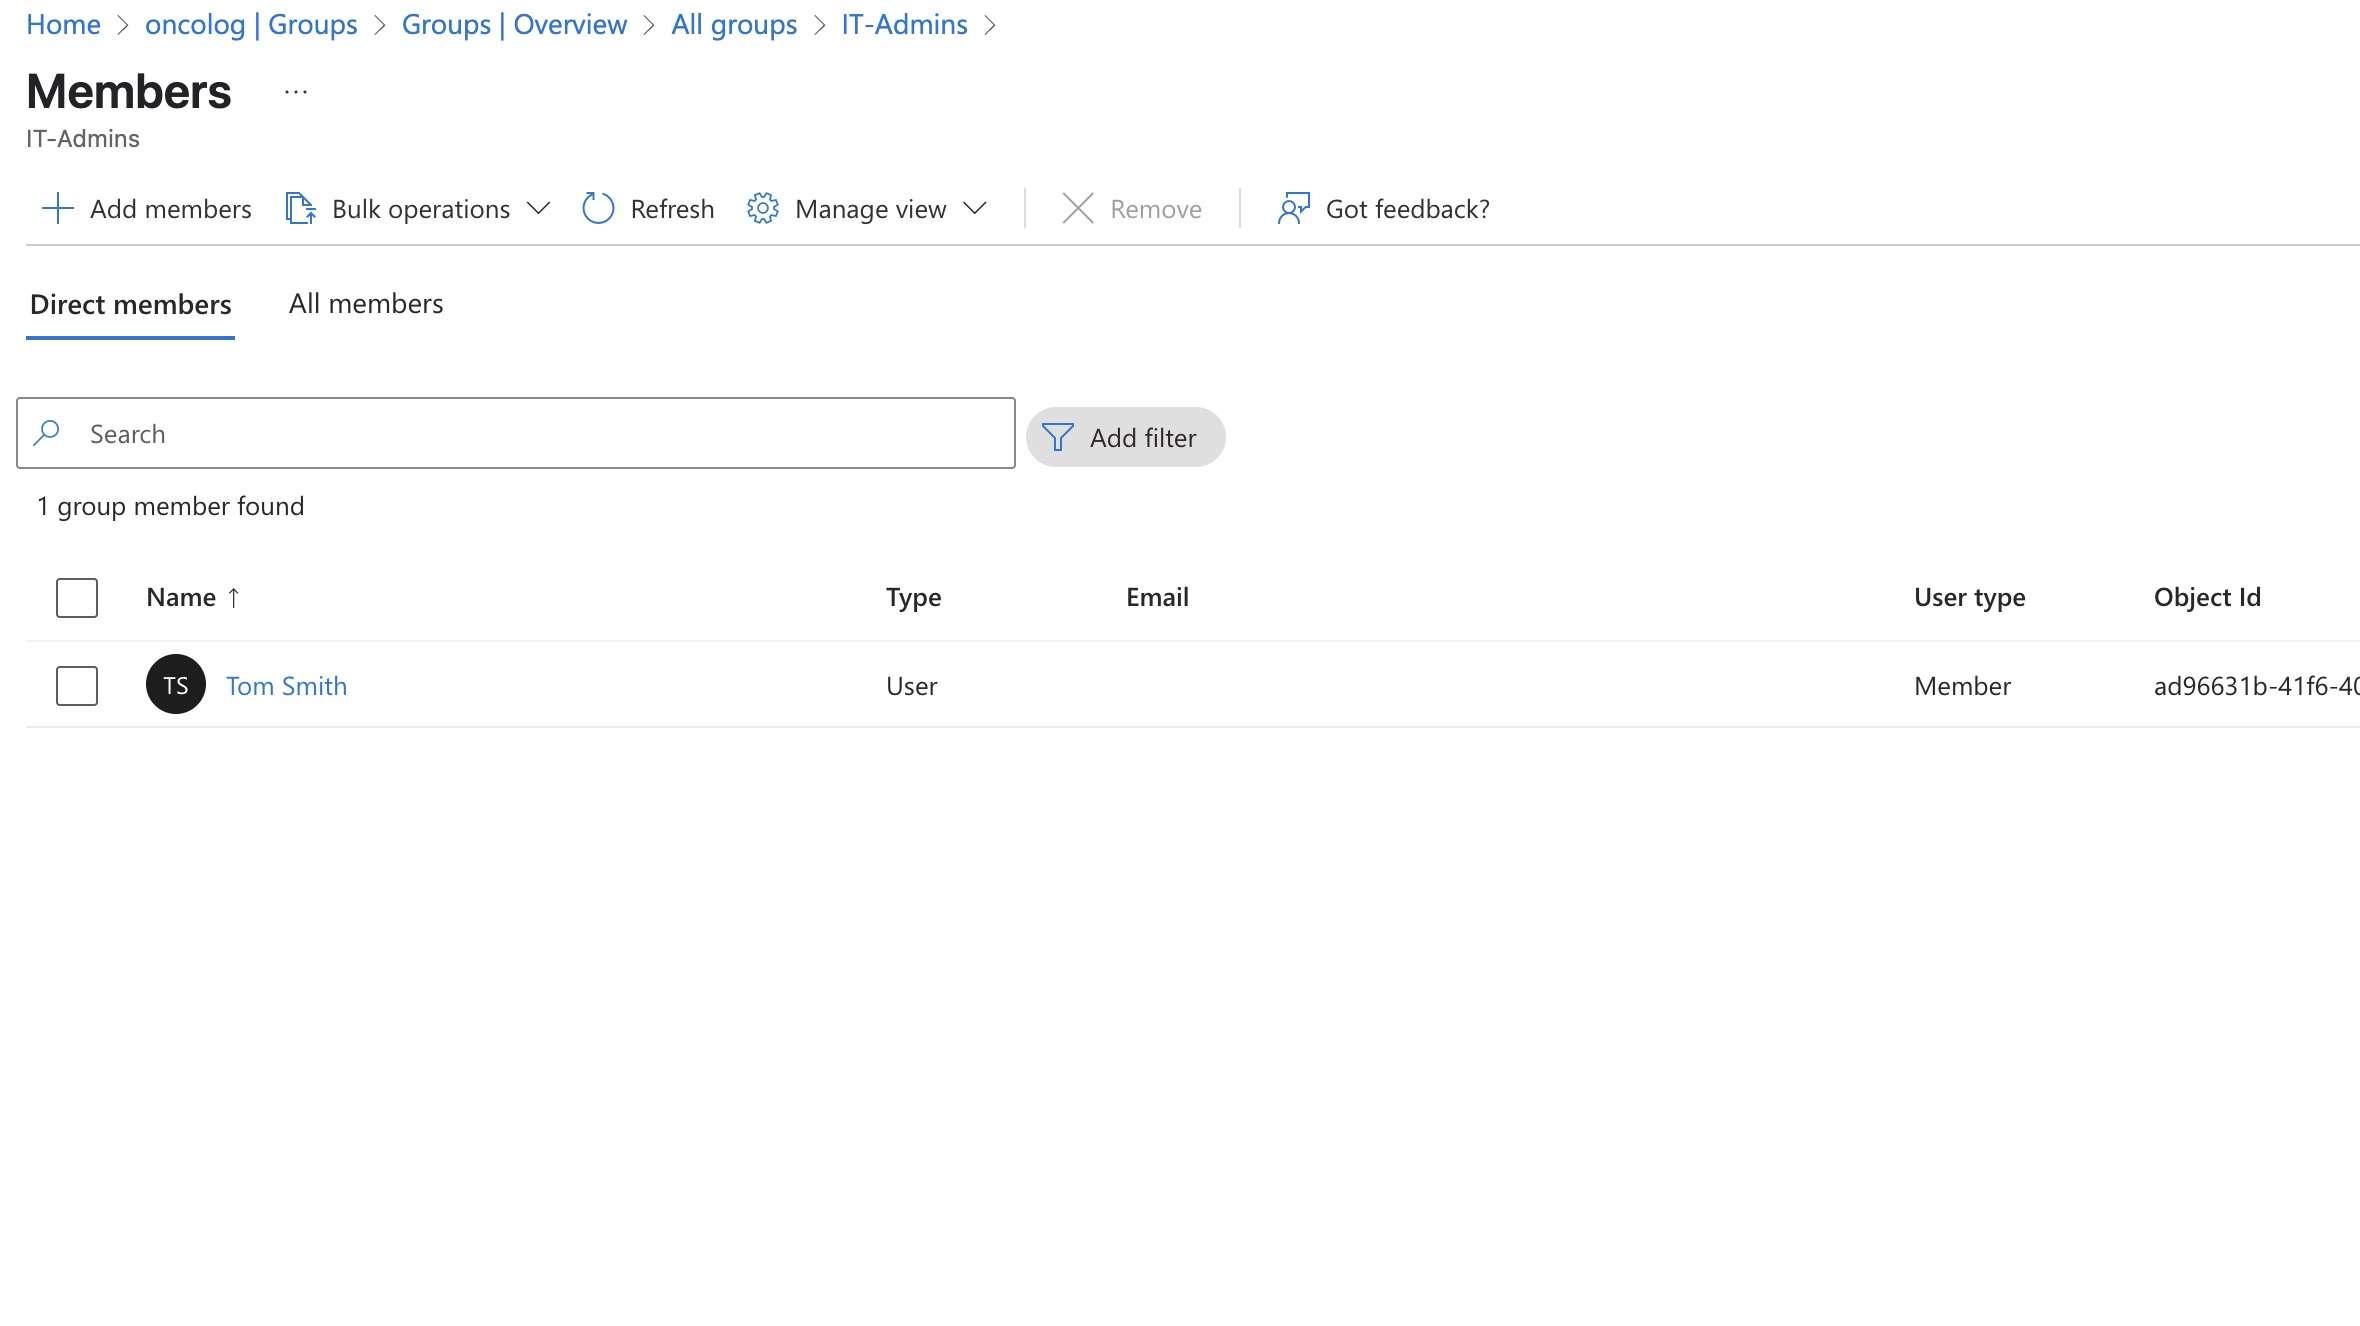 Home > oncolog | Groups > Groups | Overview > All groups > IT-Admins >
Members ...
IT-Admins
Add members Bulk operations Refresh Manage view Remove Got feedback?
Direct members All members
Search Add filter
1 group member found
Name ↑ Type Email User type Object Id
TS Tom Smith User Member ad96631b-41f6-40